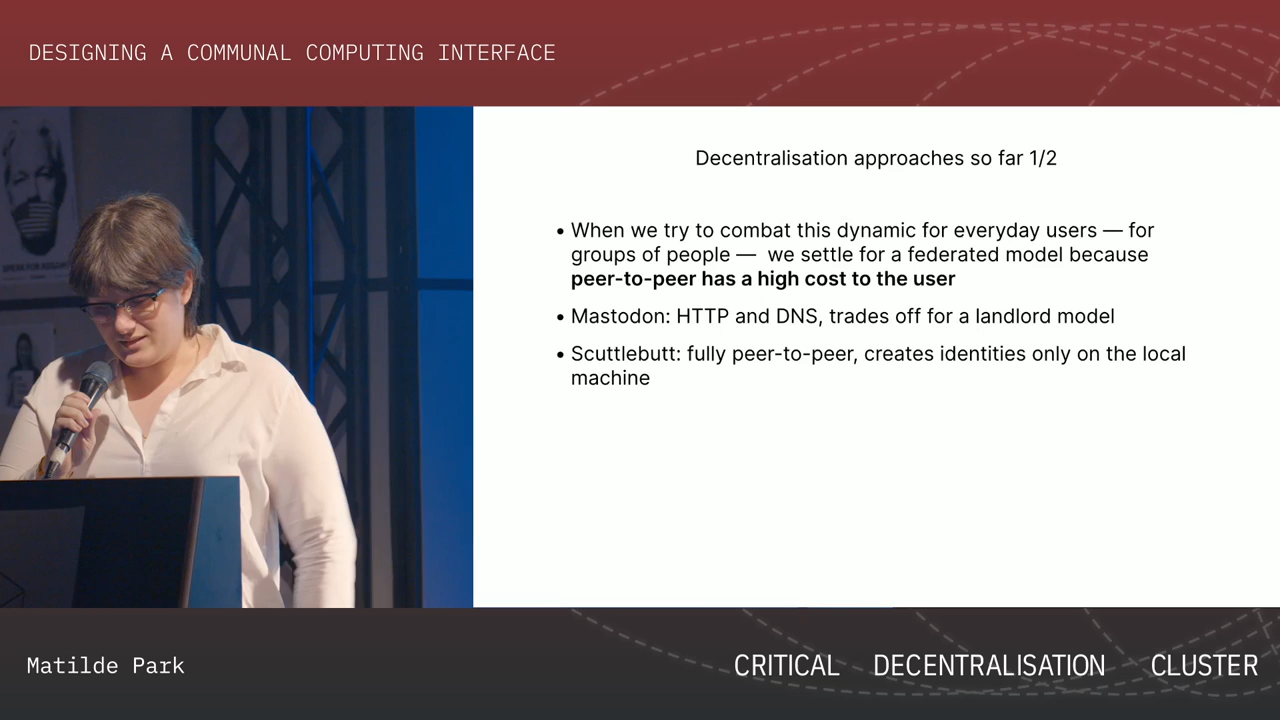 DESIGNING A COMMUNAL COMPUTING INTERFACE
Decentralisation approaches so far 1/2
• When we try to combat this dynamic for everyday users — for
groups of people — we settle for a federated model because
peer-to-peer has a high cost to the user
• Mastodon: HTTP and DNS, trades off for a landlord model
• Scuttlebutt: fully peer-to-peer, creates identities only on the local
machine
Matilde Park
CRITICAL DECENTRALISATION CLUSTER